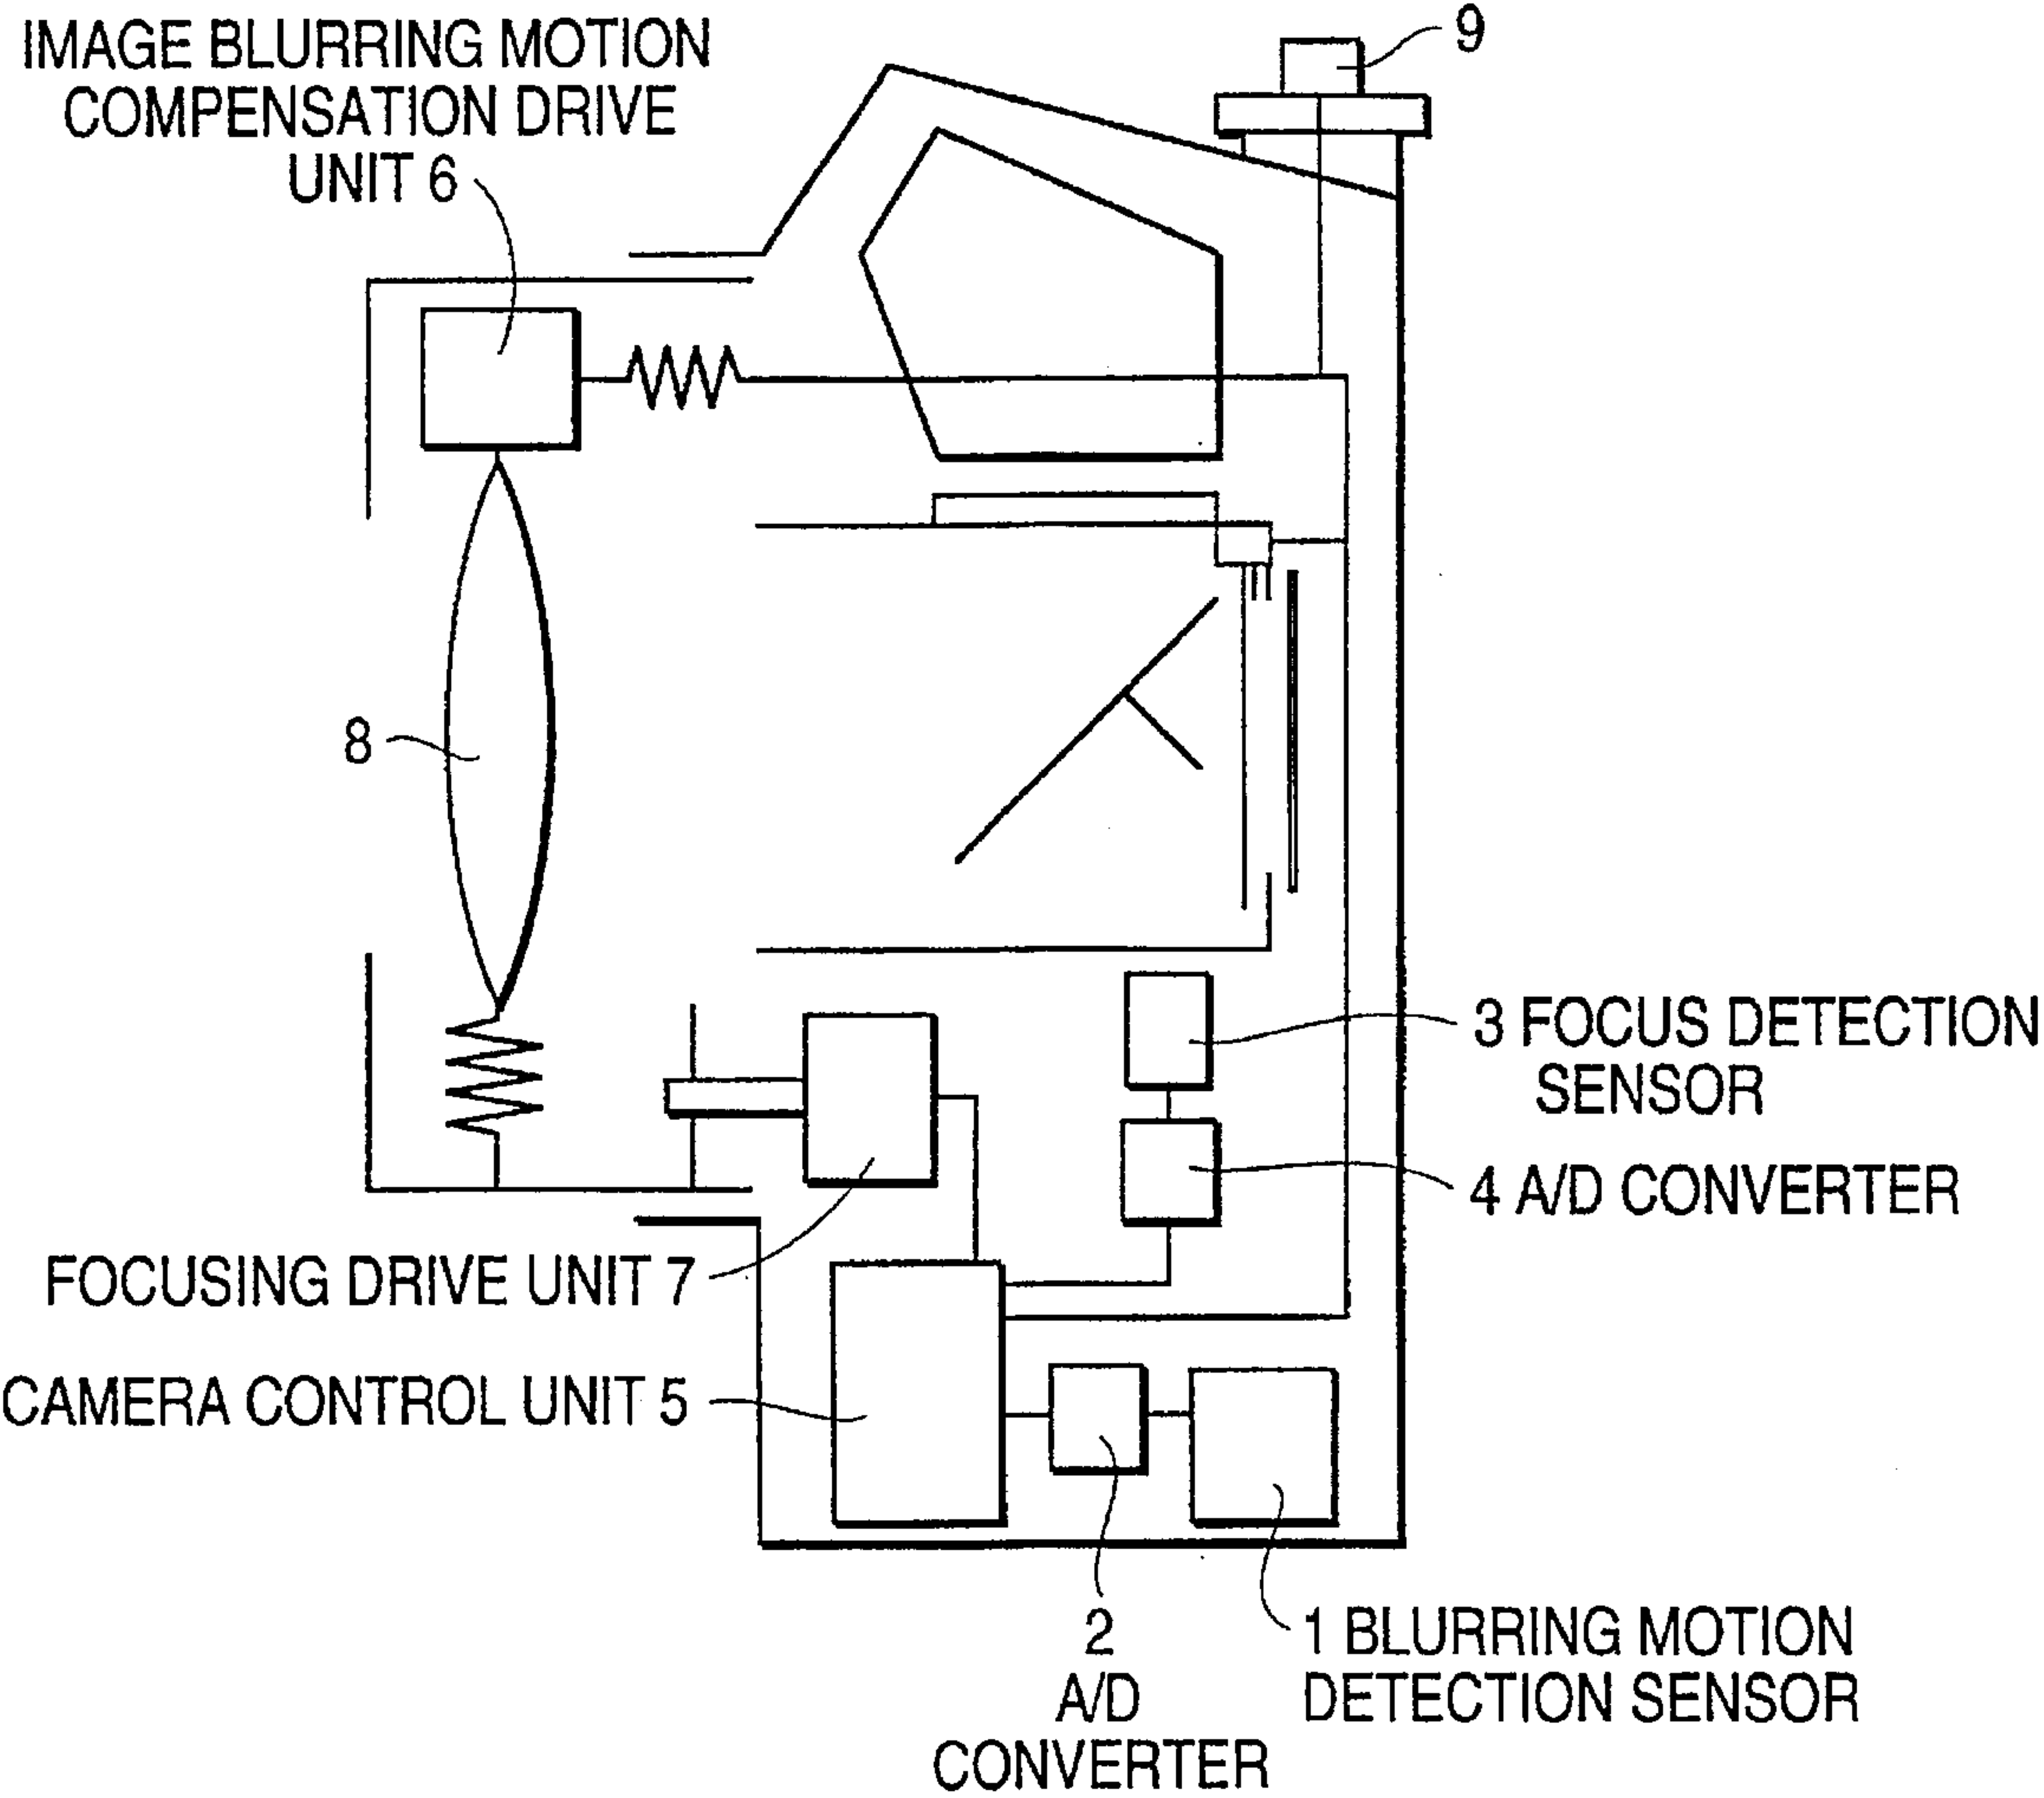 IMAGE BLURRING MOTION
COMPENSATION DRIVE
UNIT 6
9
8
3 FOCUS DETECTION
SENSOR
4 A/D CONVERTER
FOCUSING DRIVE UNIT 7
CAMERA CONTROL UNIT 5
2
A/D
CONVERTER
1 BLURRING MOTION
DETECTION SENSOR